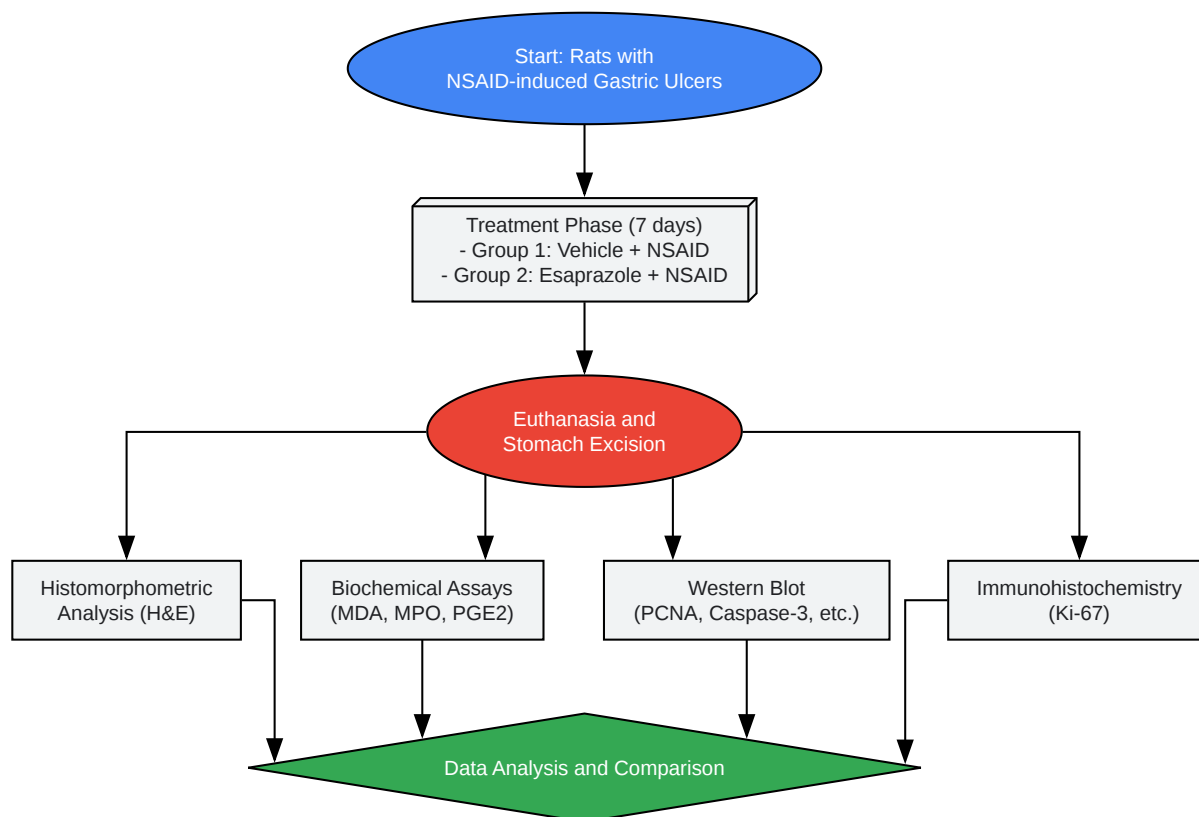 Start: Rats with
NSAID-induced Gastric Ulcers
Treatment Phase (7 days)
- Group 1: Vehicle + NSAID
- Group 2: Esaprazole + NSAID
Euthanasia and
Stomach Excision
Histomorphometric
Analysis (H&E)
Biochemical Assays
(MDA, MPO, PGE2)
Western Blot
(PCNA, Caspase-3, etc.)
Immunohistochemistry
(Ki-67)
Data Analysis and Comparison